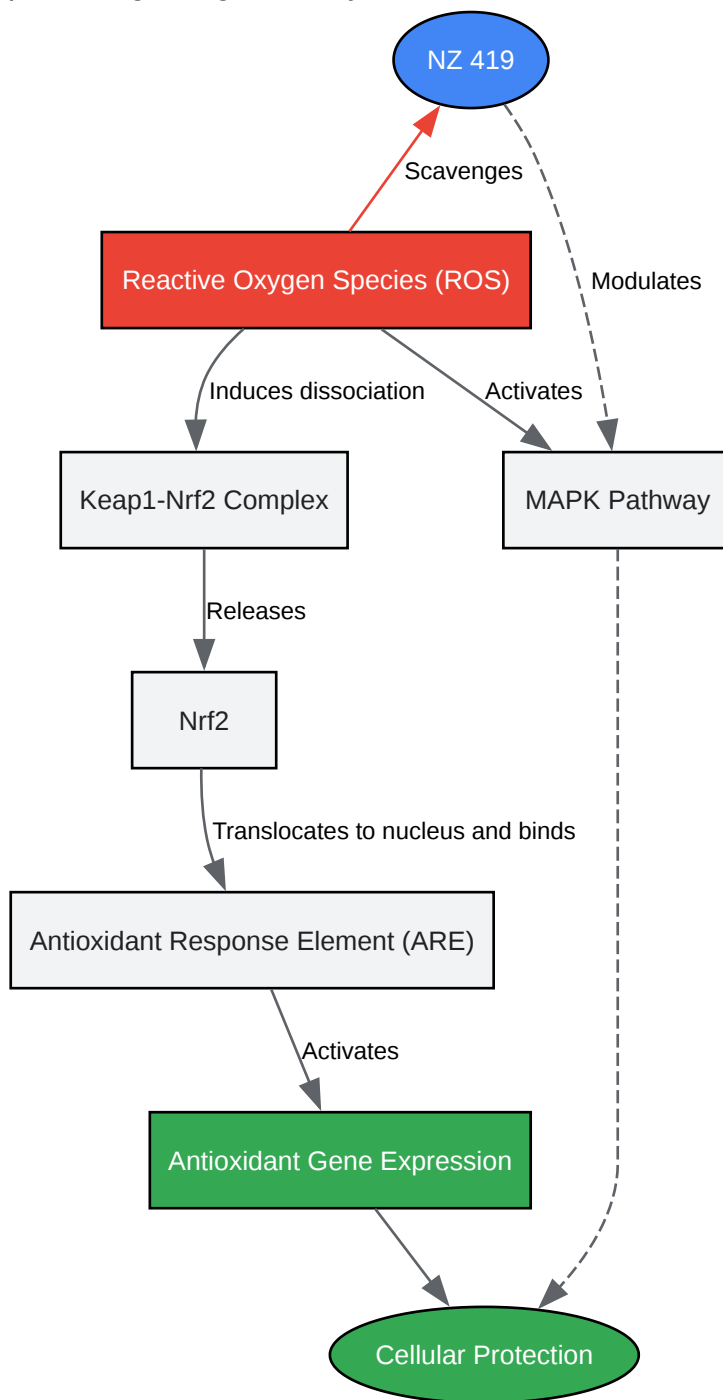 NZ 419
Scavenges
Reactive Oxygen Species (ROS)
Modulates
Induces dissociation
Activates
Keap1-Nrf2 Complex
MAPK Pathway
Releases
Nrf2
Translocates to nucleus and binds
Antioxidant Response Element (ARE)
Activates
Antioxidant Gene Expression
Cellular Protection